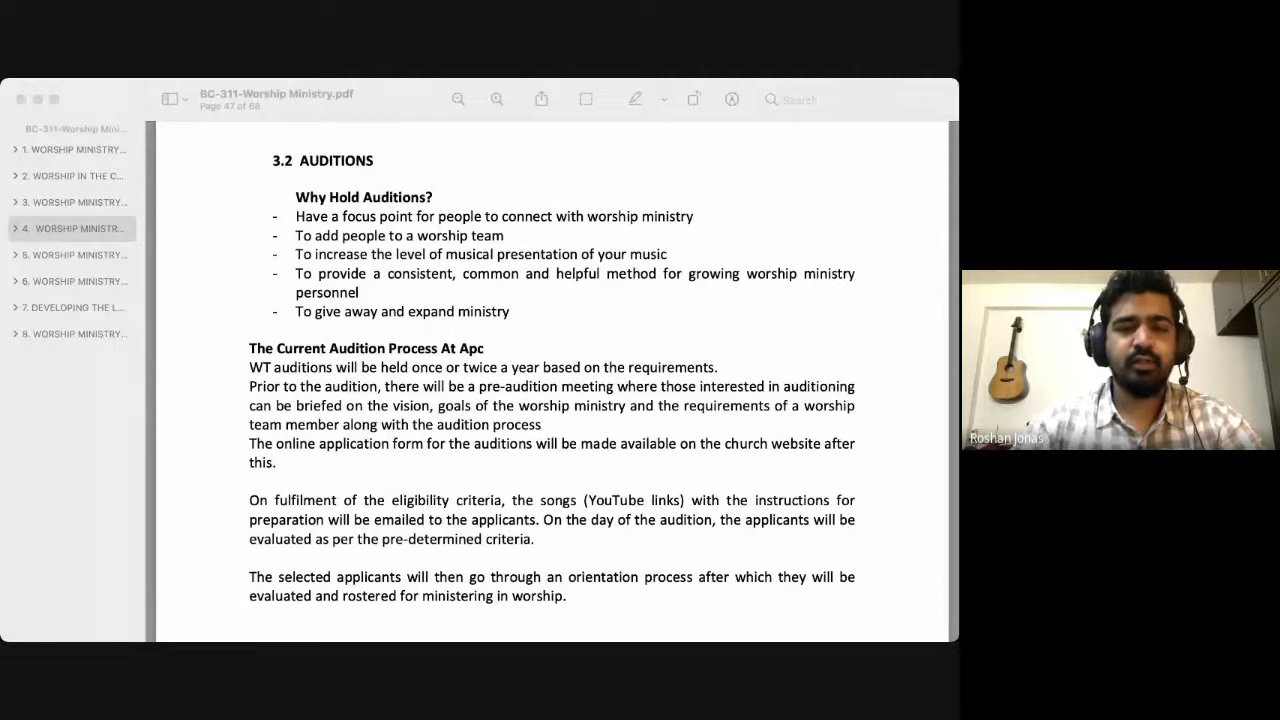 BC-311-Worship Ministry.pdf
Page 47 of 68
Search
BC-311-Worship Mini...
1. WORSHIP MINISTRY...
2. WORSHIP IN THE C...
3. WORSHIP MINISTRY...
4. WORSHIP MINISTR...
5. WORSHIP MINISTRY...
6. WORSHIP MINISTRY...
7. DEVELOPING THE L...
8. WORSHIP MINISTRY...
3.2 AUDITIONS
Why Hold Auditions?
- Have a focus point for people to connect with worship ministry
- To add people to a worship team
- To increase the level of musical presentation of your music
- To provide a consistent, common and helpful method for growing worship ministry
personnel
- To give away and expand ministry
The Current Audition Process At Apc
WT auditions will be held once or twice a year based on the requirements.
Prior to the audition, there will be a pre-audition meeting where those interested in auditioning
can be briefed on the vision, goals of the worship ministry and the requirements of a worship
team member along with the audition process
The online application form for the auditions will be made available on the church website after
this.
On fulfilment of the eligibility criteria, the songs (YouTube links) with the instructions for
preparation will be emailed to the applicants. On the day of the audition, the applicants will be
evaluated as per the pre-determined criteria.
The selected applicants will then go through an orientation process after which they will be
evaluated and rostered for ministering in worship.
Roshan Jonas